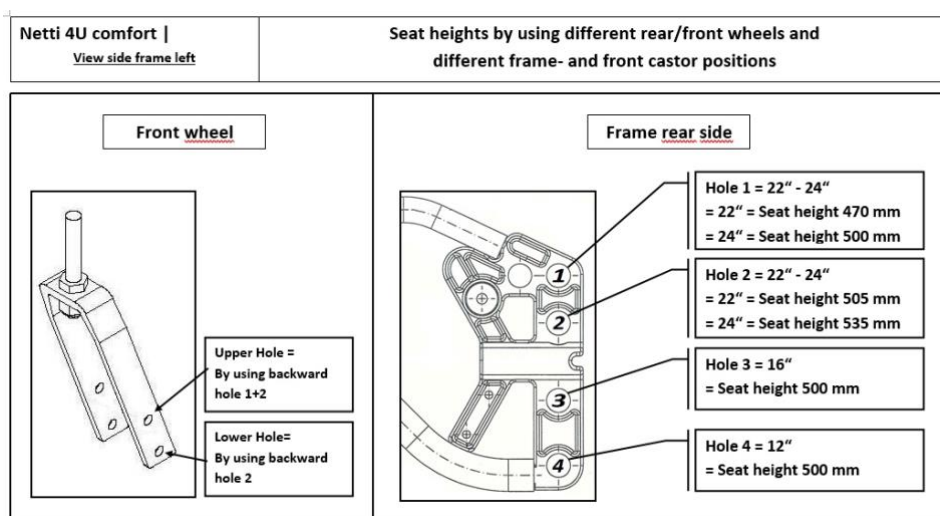 Netti 4U comfort |
View side frame left
Seat heights by using different rear/front wheels and
different frame- and front castor positions
Front wheel
Upper Hole =
By using backward
hole 1+2
Lower Hole=
By using backward
hole 2
Frame rear side
1
2
3
4
Hole 1 = 22“ - 24“
= 22“ = Seat height 470 mm
= 24“ = Seat height 500 mm
Hole 2 = 22“ - 24“
= 22“ = Seat height 505 mm
= 24“ = Seat height 535 mm
Hole 3 = 16“
= Seat height 500 mm
Hole 4 = 12“
= Seat height 500 mm